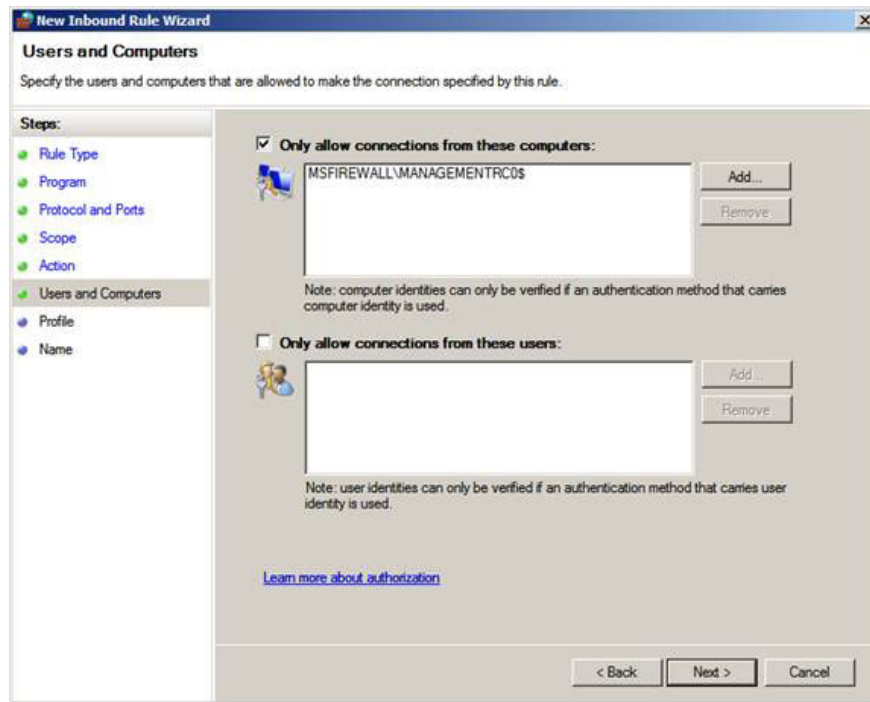 New Inbound Rule Wizard
Users and Computers
Specify the users and computers that are allowed to make the connection specified by this rule.
Steps:
Rule Type
Program
Protocol and Ports
Scope
Action
Users and Computers
Profile
Name
Only allow connections from these computers:
MSFIREWALL\MANAGEMENTRC0$
Add...
Remove
Note: computer identities can only be verified if an authentication method that carries
computer identity is used.
Only allow connections from these users:
Add...
Remove
Note: user identities can only be verified if an authentication method that carries user
identity is used.
Learn more about authorization
< Back
Next >
Cancel